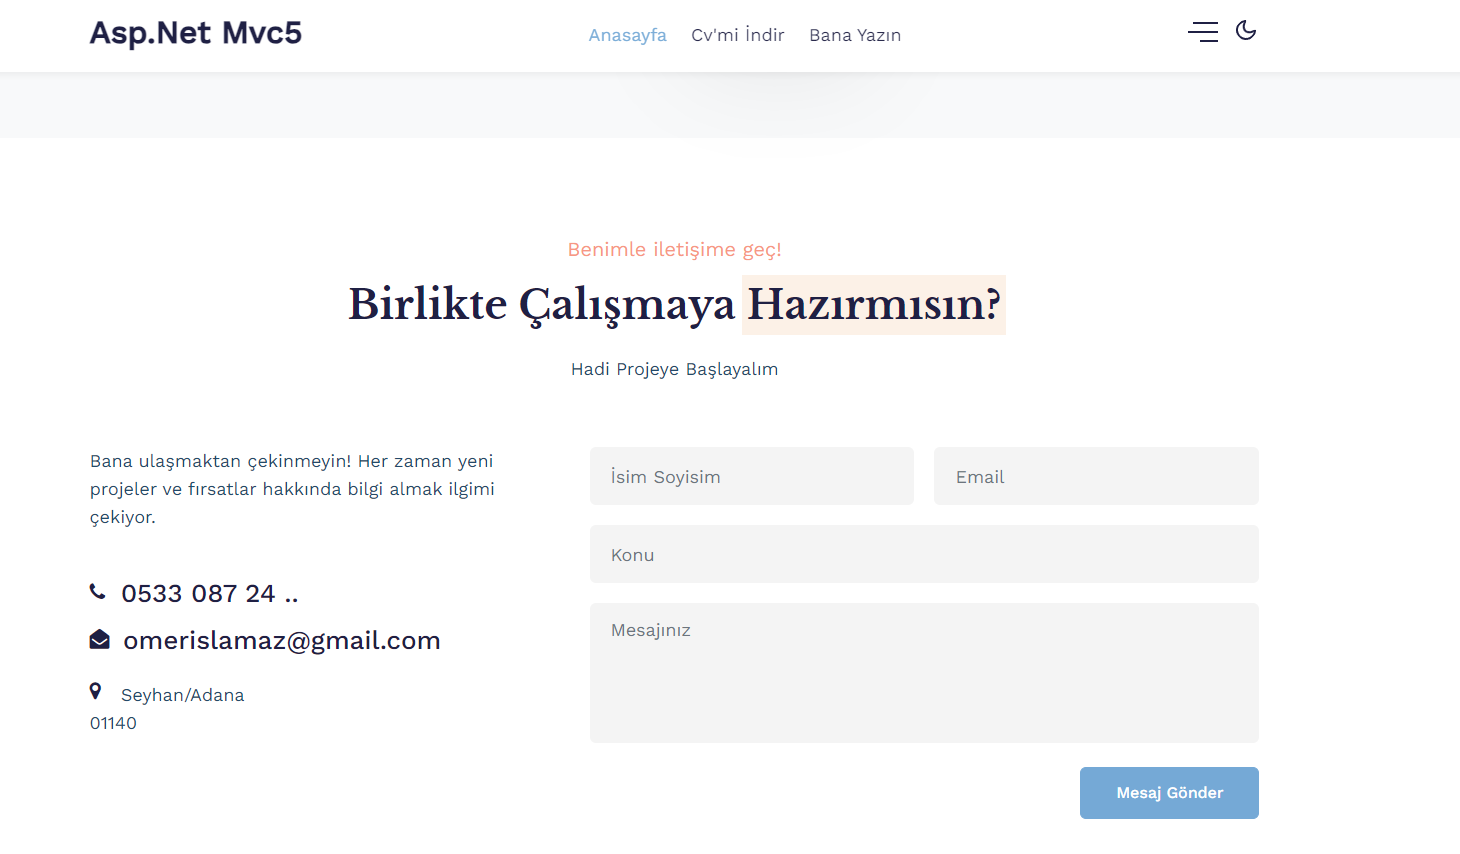 Asp.Net Mvc5
Anasayfa Cv'mi İndir Bana Yazın
Benimle iletişime geç!
Birlikte Çalışmaya Hazırmısın?
Hadi Projeye Başlayalım
Bana ulaşmaktan çekinmeyin! Her zaman yeni
projeler ve fırsatlar hakkında bilgi almak ilgimi
çekiyor.
0533 087 24 ..
omerislamaz@gmail.com
Seyhan/Adana
01140
İsim Soyisim
Email
Konu
Mesajınız
Mesaj Gönder